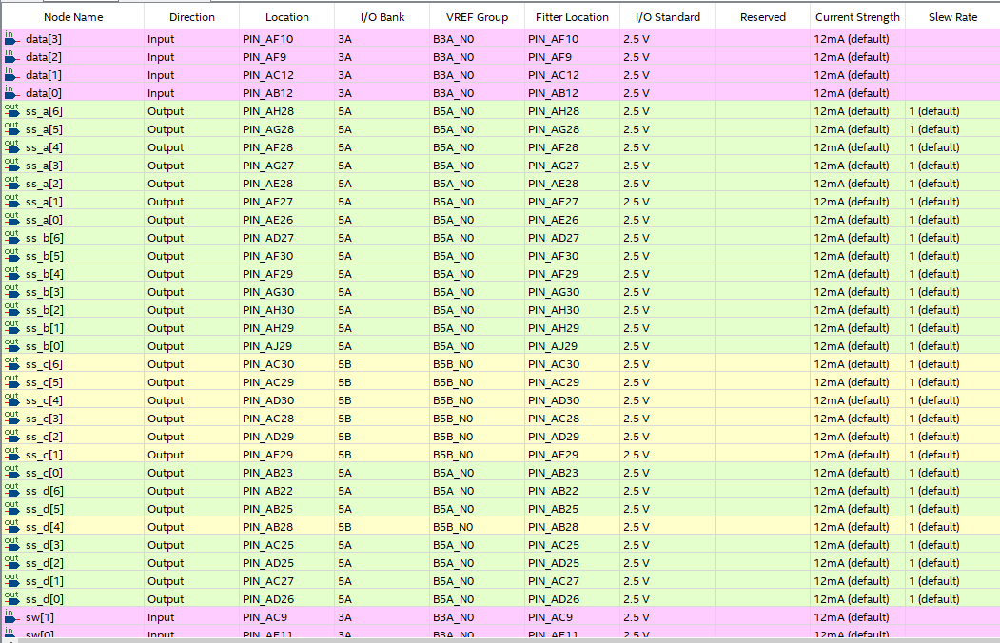 Node Name Direction Location I/O Bank VREF Group Fitter Location I/O Standard Reserved Current Strength Slew Rate
in data[3] Input PIN_AF10 3A B3A_N0 PIN_AF10 2.5 V 12mA (default)
in data[2] Input PIN_AF9 3A B3A_N0 PIN_AF9 2.5 V 12mA (default)
in data[1] Input PIN_AC12 3A B3A_N0 PIN_AC12 2.5 V 12mA (default)
in data[0] Input PIN_AB12 3A B3A_N0 PIN_AB12 2.5 V 12mA (default)
out ss_a[6] Output PIN_AH28 5A B5A_N0 PIN_AH28 2.5 V 12mA (default) 1 (default)
out ss_a[5] Output PIN_AG28 5A B5A_N0 PIN_AG28 2.5 V 12mA (default) 1 (default)
out ss_a[4] Output PIN_AF28 5A B5A_N0 PIN_AF28 2.5 V 12mA (default) 1 (default)
out ss_a[3] Output PIN_AG27 5A B5A_N0 PIN_AG27 2.5 V 12mA (default) 1 (default)
out ss_a[2] Output PIN_AE28 5A B5A_N0 PIN_AE28 2.5 V 12mA (default) 1 (default)
out ss_a[1] Output PIN_AE27 5A B5A_N0 PIN_AE27 2.5 V 12mA (default) 1 (default)
out ss_a[0] Output PIN_AE26 5A B5A_N0 PIN_AE26 2.5 V 12mA (default) 1 (default)
out ss_b[6] Output PIN_AD27 5A B5A_N0 PIN_AD27 2.5 V 12mA (default) 1 (default)
out ss_b[5] Output PIN_AF30 5A B5A_N0 PIN_AF30 2.5 V 12mA (default) 1 (default)
out ss_b[4] Output PIN_AF29 5A B5A_N0 PIN_AF29 2.5 V 12mA (default) 1 (default)
out ss_b[3] Output PIN_AG30 5A B5A_N0 PIN_AG30 2.5 V 12mA (default) 1 (default)
out ss_b[2] Output PIN_AH30 5A B5A_N0 PIN_AH30 2.5 V 12mA (default) 1 (default)
out ss_b[1] Output PIN_AH29 5A B5A_N0 PIN_AH29 2.5 V 12mA (default) 1 (default)
out ss_b[0] Output PIN_AJ29 5A B5A_N0 PIN_AJ29 2.5 V 12mA (default) 1 (default)
out ss_c[6] Output PIN_AC30 5B B5B_N0 PIN_AC30 2.5 V 12mA (default) 1 (default)
out ss_c[5] Output PIN_AC29 5B B5B_N0 PIN_AC29 2.5 V 12mA (default) 1 (default)
out ss_c[4] Output PIN_AD30 5B B5B_N0 PIN_AD30 2.5 V 12mA (default) 1 (default)
out ss_c[3] Output PIN_AC28 5B B5B_N0 PIN_AC28 2.5 V 12mA (default) 1 (default)
out ss_c[2] Output PIN_AD29 5B B5B_N0 PIN_AD29 2.5 V 12mA (default) 1 (default)
out ss_c[1] Output PIN_AE29 5B B5B_N0 PIN_AE29 2.5 V 12mA (default) 1 (default)
out ss_c[0] Output PIN_AB23 5A B5A_N0 PIN_AB23 2.5 V 12mA (default) 1 (default)
out ss_d[6] Output PIN_AB22 5A B5A_N0 PIN_AB22 2.5 V 12mA (default) 1 (default)
out ss_d[5] Output PIN_AB25 5A B5A_N0 PIN_AB25 2.5 V 12mA (default) 1 (default)
out ss_d[4] Output PIN_AB28 5B B5B_N0 PIN_AB28 2.5 V 12mA (default) 1 (default)
out ss_d[3] Output PIN_AC25 5A B5A_N0 PIN_AC25 2.5 V 12mA (default) 1 (default)
out ss_d[2] Output PIN_AD25 5A B5A_N0 PIN_AD25 2.5 V 12mA (default) 1 (default)
out ss_d[1] Output PIN_AC27 5A B5A_N0 PIN_AC27 2.5 V 12mA (default) 1 (default)
out ss_d[0] Output PIN_AD26 5A B5A_N0 PIN_AD26 2.5 V 12mA (default) 1 (default)
in sw[1] Input PIN_AC9 3A B3A_N0 PIN_AC9 2.5 V 12mA (default)
in sw[0] Input PIN_AE11 3A B3A_N0 PIN_AE11 2.5 V 12mA (default)